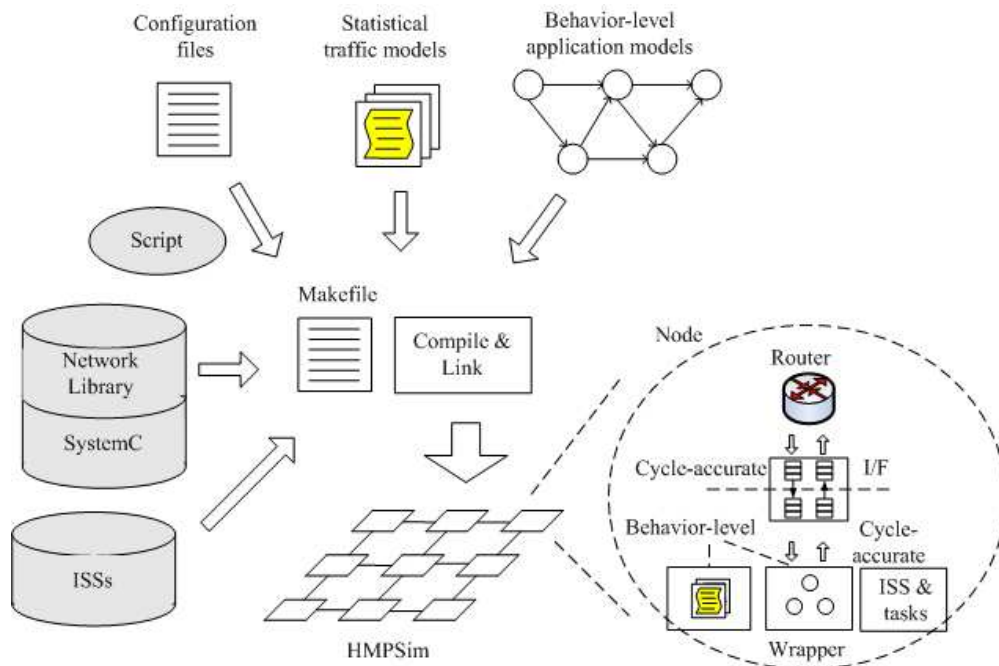 Configuration
files
Statistical
traffic models
Behavior-level
application models
Script
Makefile
Compile &
Link
Network
Library
SystemC
ISSs
HMPSim
Node
Router
Cycle-accurate
I/F
Behavior-level
Cycle-
accurate
ISS &
tasks
Wrapper